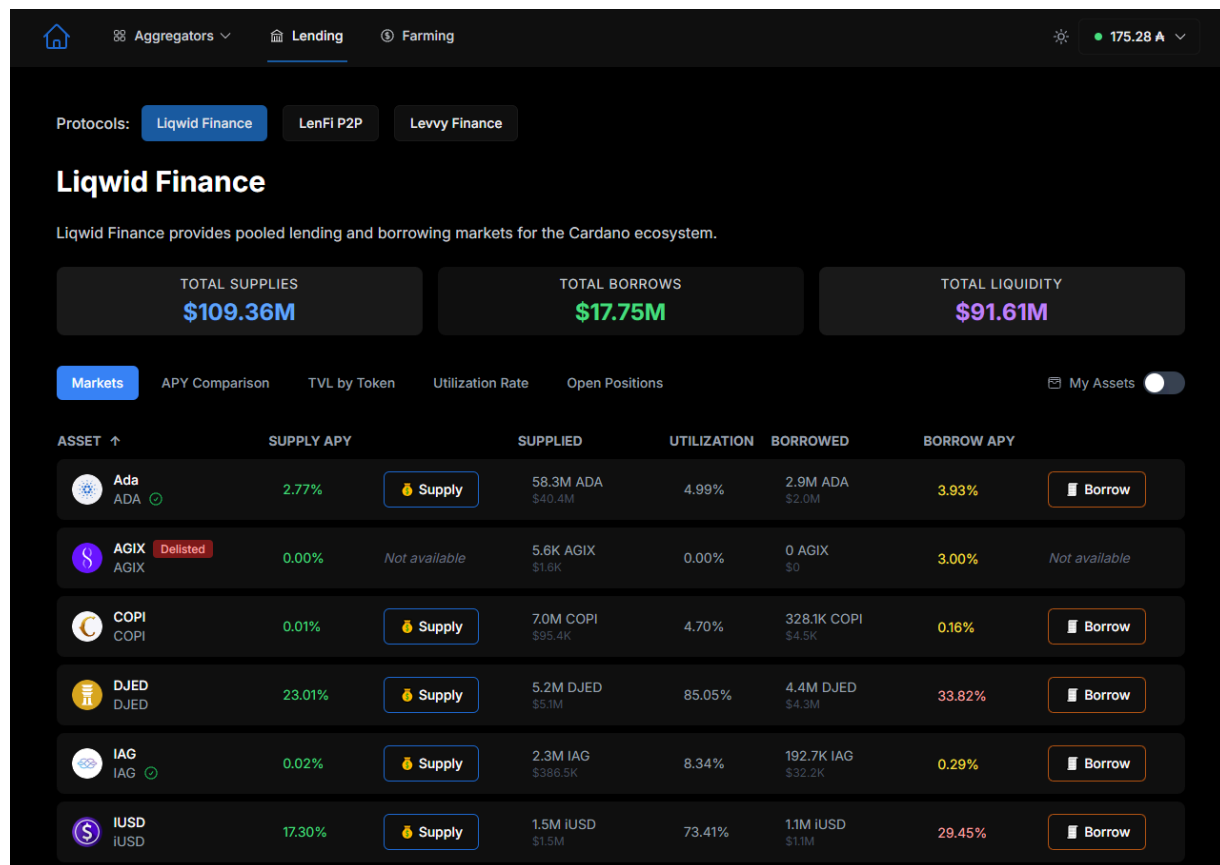 Aggregators Lending Farming 175.28 ₳
Protocols: Liqwid Finance LenFi P2P Levvy Finance
Liqwid Finance
Liqwid Finance provides pooled lending and borrowing markets for the Cardano ecosystem.
TOTAL SUPPLIES TOTAL BORROWS TOTAL LIQUIDITY
$109.36M $17.75M $91.61M
Markets APY Comparison TVL by Token Utilization Rate Open Positions My Assets
ASSET ↑ SUPPLY APY SUPPLIED UTILIZATION BORROWED BORROW APY
Ada
ADA 2.77% Supply 58.3M ADA $40.4M 4.99% 2.9M ADA $2.0M 3.93% Borrow
AGIX Delisted
AGIX 0.00% Not available 5.6K AGIX $1.6K 0.00% 0 AGIX $0 3.00% Not available
COPI
COPI 0.01% Supply 7.0M COPI $95.4K 4.70% 328.1K COPI $4.5K 0.16% Borrow
DJED
DJED 23.01% Supply 5.2M DJED $5.1M 85.05% 4.4M DJED $4.3M 33.82% Borrow
IAG
IAG 0.02% Supply 2.3M IAG $386.5K 8.34% 192.7K IAG $32.2K 0.29% Borrow
IUSD
iUSD 17.30% Supply 1.5M iUSD $1.5M 73.41% 1.1M iUSD $1.1M 29.45% Borrow